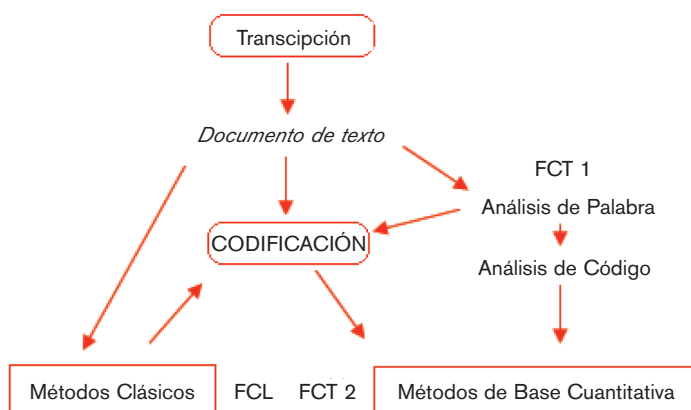 Transcipción
Documento de texto
FCT 1
Análisis de Palabra
CODIFICACIÓN
Análisis de Código
Métodos Clásicos FCL FCT 2 Métodos de Base Cuantitativa